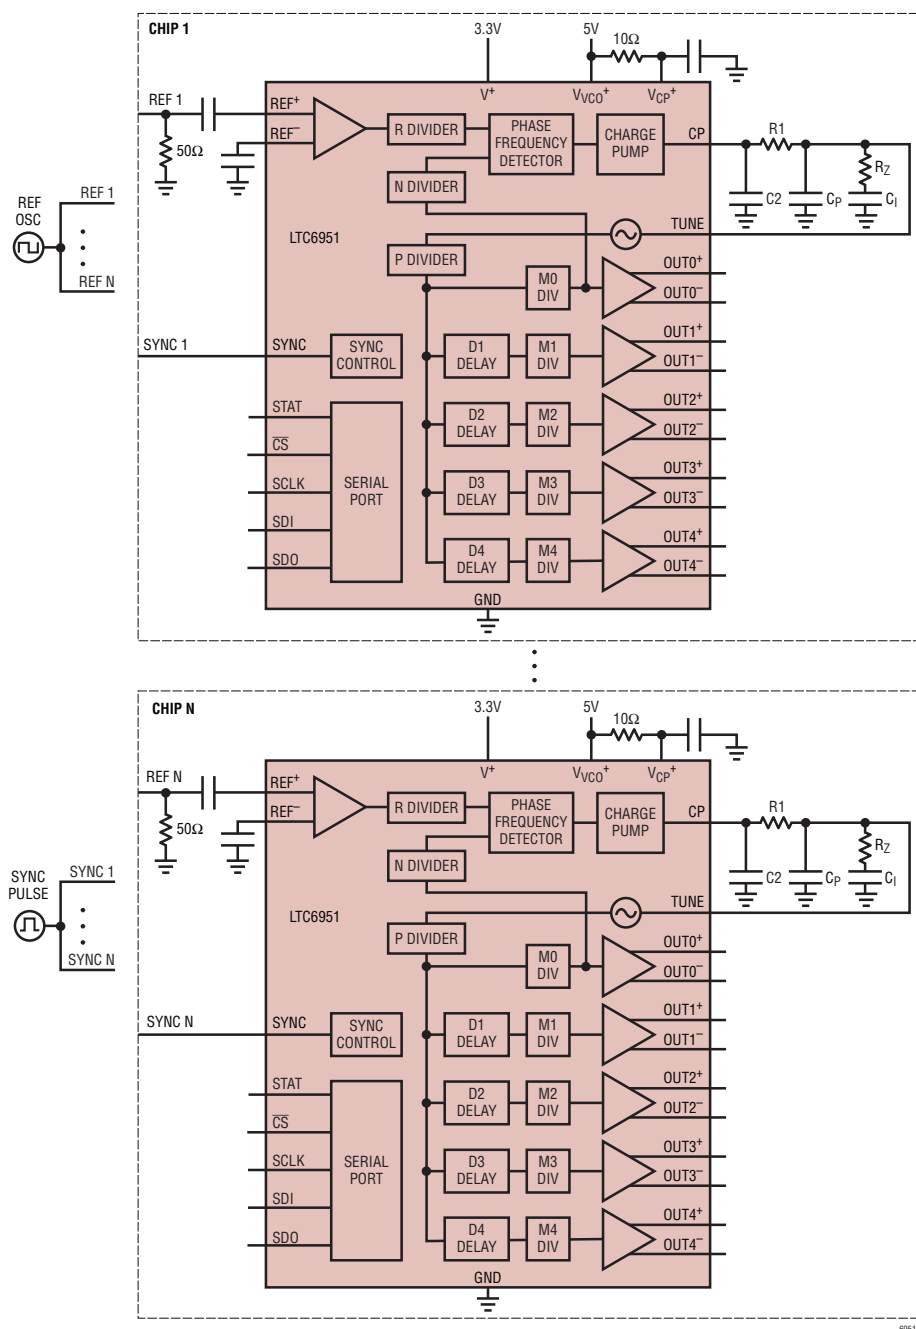 CHIP 1
3.3V
5V
10Ω
V+
VVCO+
VCP+
REF 1
REF+
REF–
50Ω
R DIVIDER
PHASE
FREQUENCY
DETECTOR
CHARGE
PUMP
CP
R1
RZ
C2
CP
CI
N DIVIDER
REF
OSC
REF 1
REF N
LTC6951
TUNE
P DIVIDER
M0
DIV
OUT0+
OUT0–
SYNC 1
SYNC
SYNC
CONTROL
D1
DELAY
M1
DIV
OUT1+
OUT1–
STAT
CS
SCLK
SDI
SDO
SERIAL
PORT
D2
DELAY
M2
DIV
OUT2+
OUT2–
D3
DELAY
M3
DIV
OUT3+
OUT3–
D4
DELAY
M4
DIV
OUT4+
OUT4–
GND
CHIP N
3.3V
5V
10Ω
V+
VVCO+
VCP+
REF N
REF+
REF–
50Ω
R DIVIDER
PHASE
FREQUENCY
DETECTOR
CHARGE
PUMP
CP
R1
RZ
C2
CP
CI
N DIVIDER
SYNC
PULSE
SYNC 1
SYNC N
LTC6951
TUNE
P DIVIDER
M0
DIV
OUT0+
OUT0–
SYNC N
SYNC
SYNC
CONTROL
D1
DELAY
M1
DIV
OUT1+
OUT1–
STAT
CS
SCLK
SDI
SDO
SERIAL
PORT
D2
DELAY
M2
DIV
OUT2+
OUT2–
D3
DELAY
M3
DIV
OUT3+
OUT3–
D4
DELAY
M4
DIV
OUT4+
OUT4–
GND